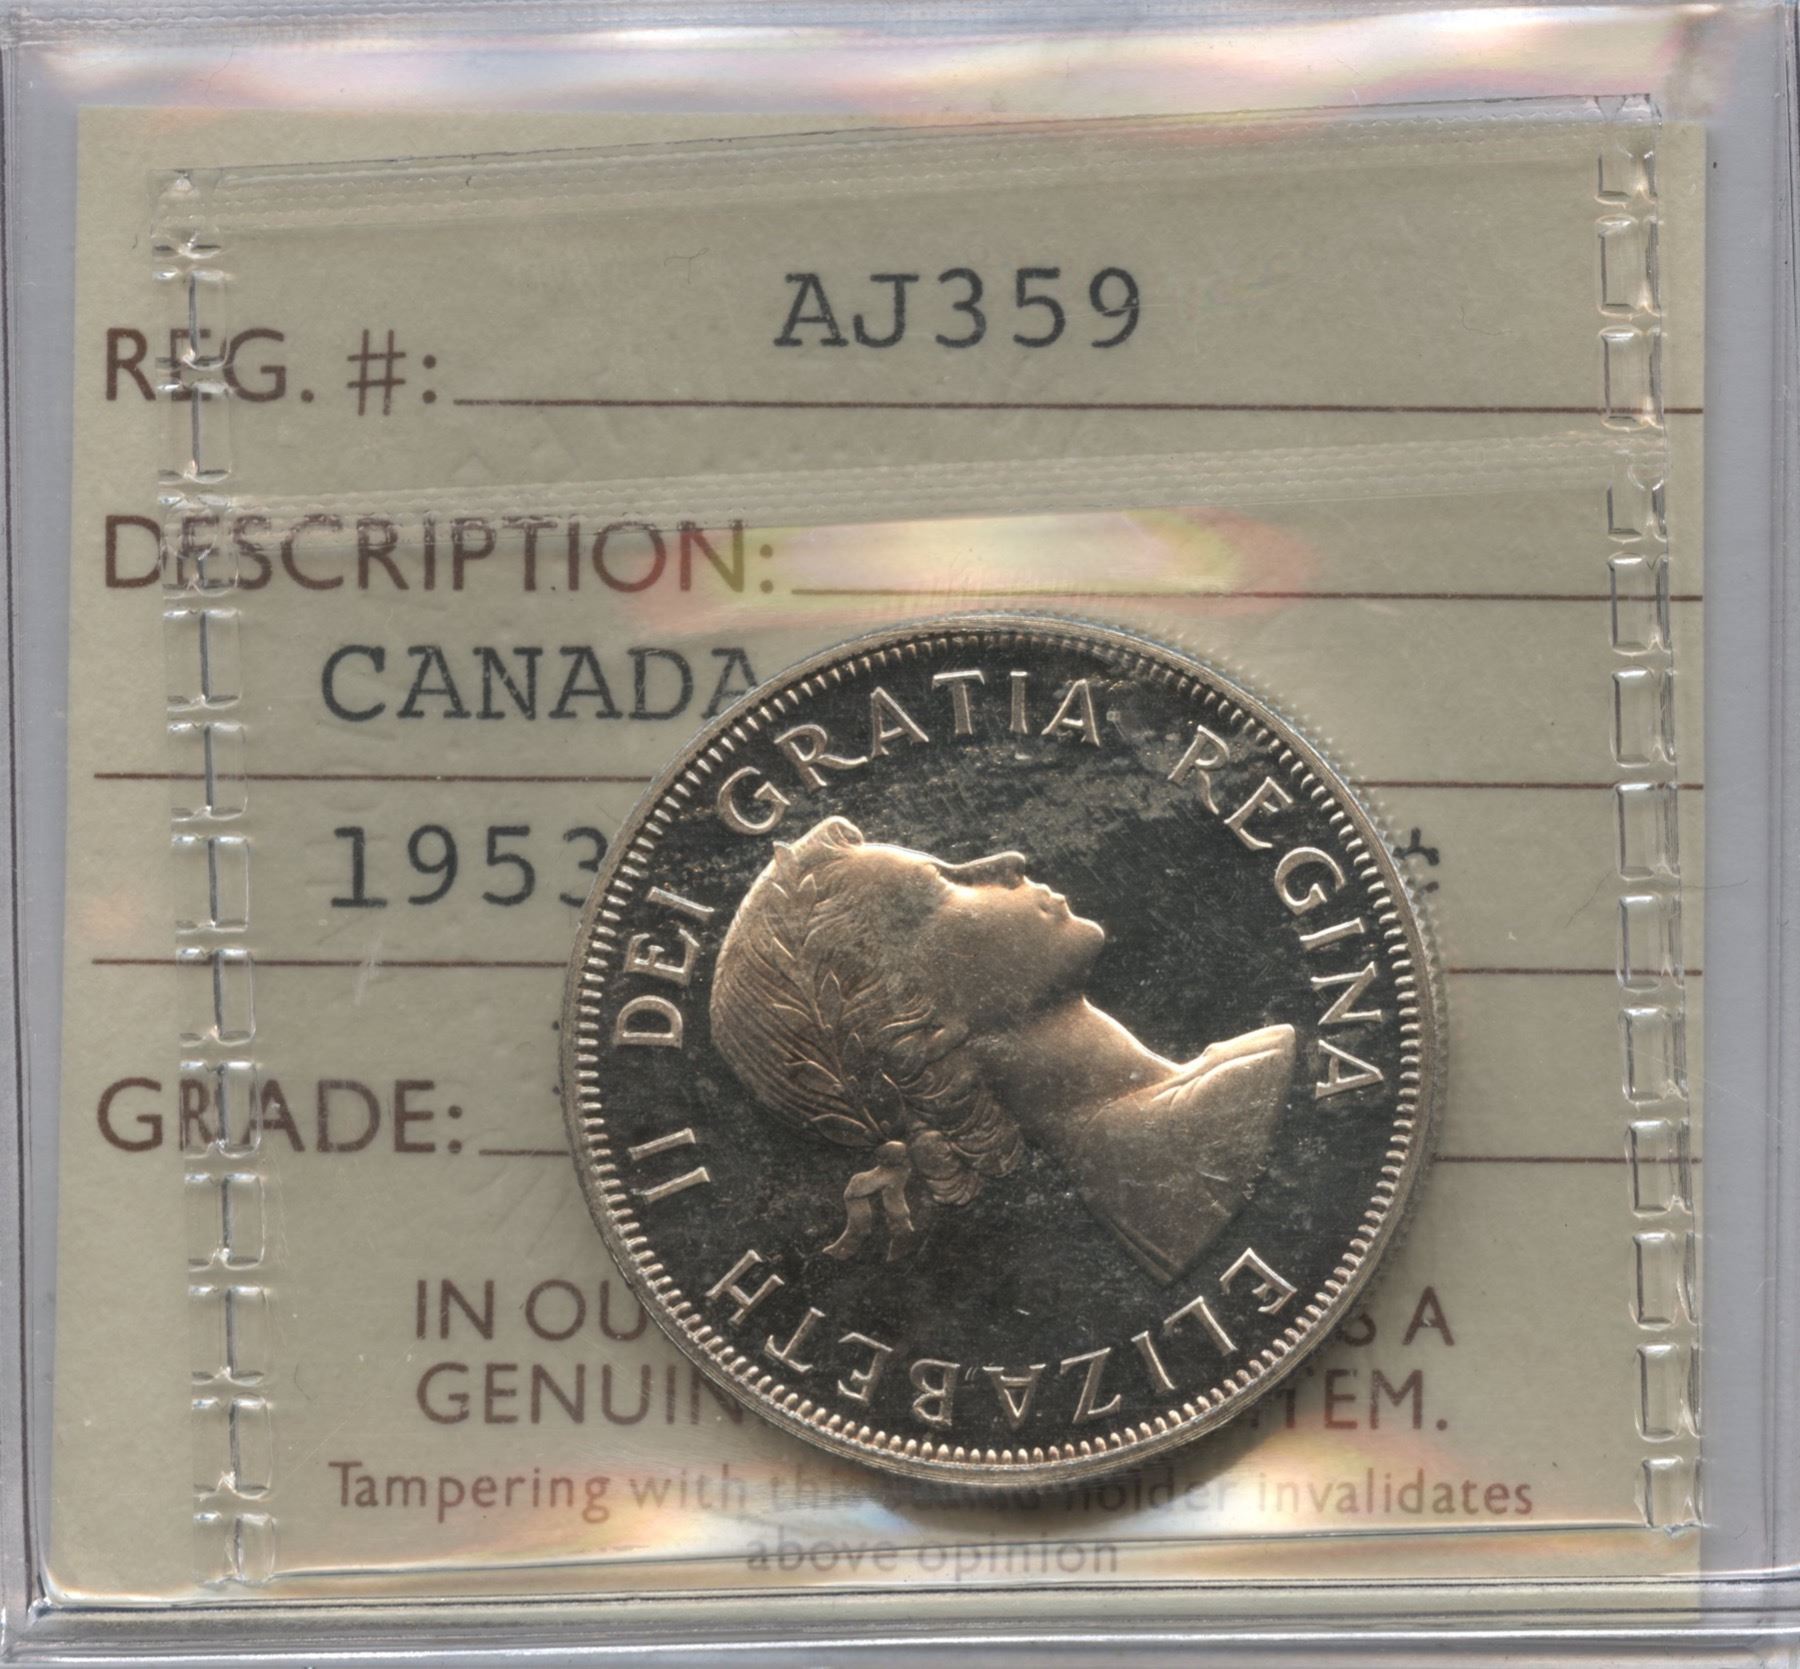 AJ359
REG. #:
DESCRIPTION:
CANADA
1953
GRADE:
ELIZABETH II DEI GRATIA REGINA
IN A
GENUIN TEM.
Tampering with this holder invalidates
above opinion